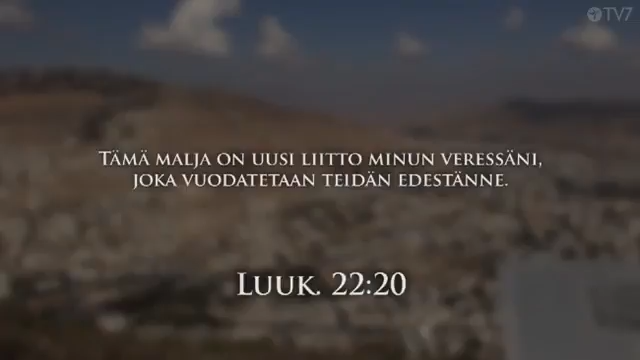 TV7
TÄMÄ MALJA ON UUSI LIITTO MINUN VERESSÄNI,
JOKA VUODATETAAN TEIDÄN EDESTÄNNE.
LUUK. 22:20